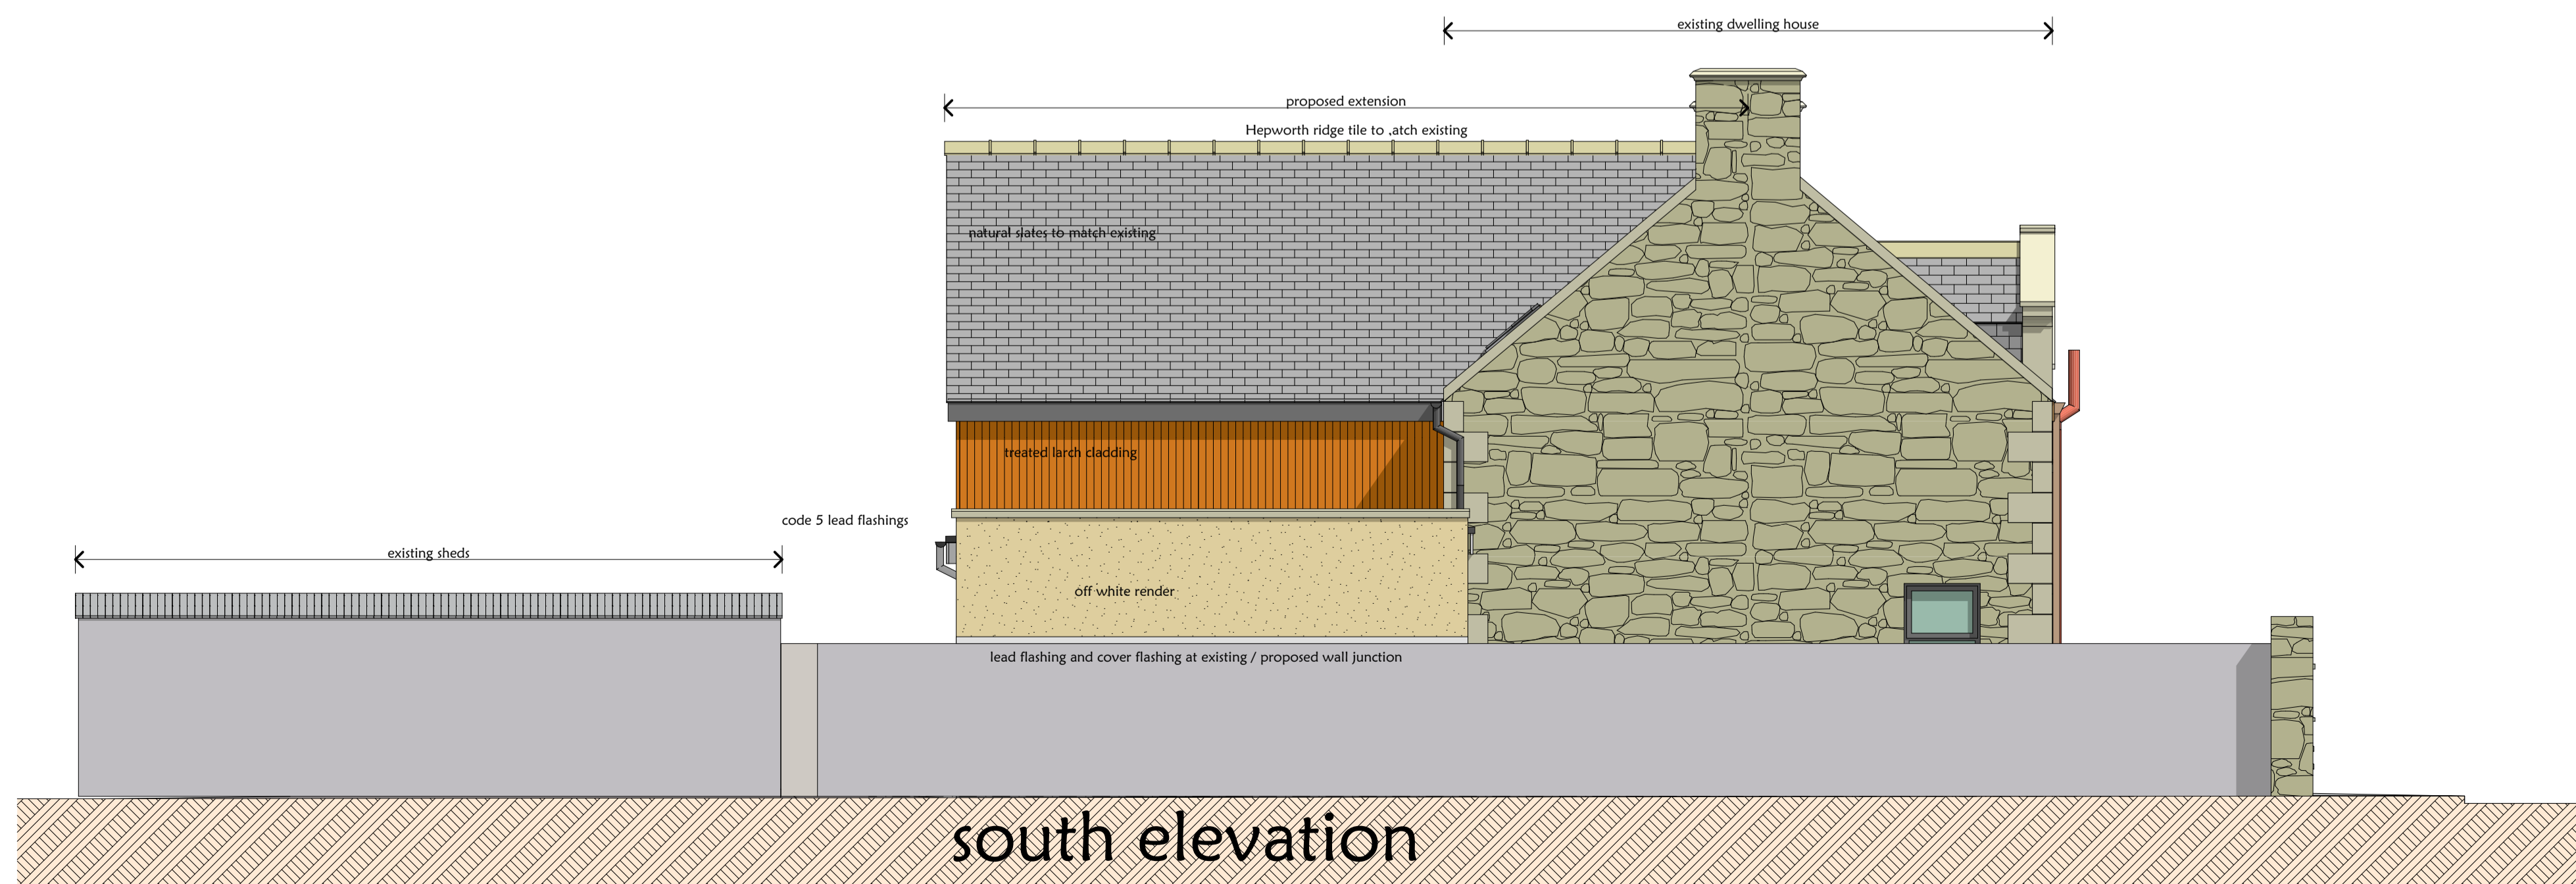 existing dwelling house
proposed extension
Hepworth ridge tile to ,atch existing
natural slates to match existing
treated larch cladding
code 5 lead flashings
existing sheds
off white render
lead flashing and cover flashing at existing / proposed wall junction
south elevation